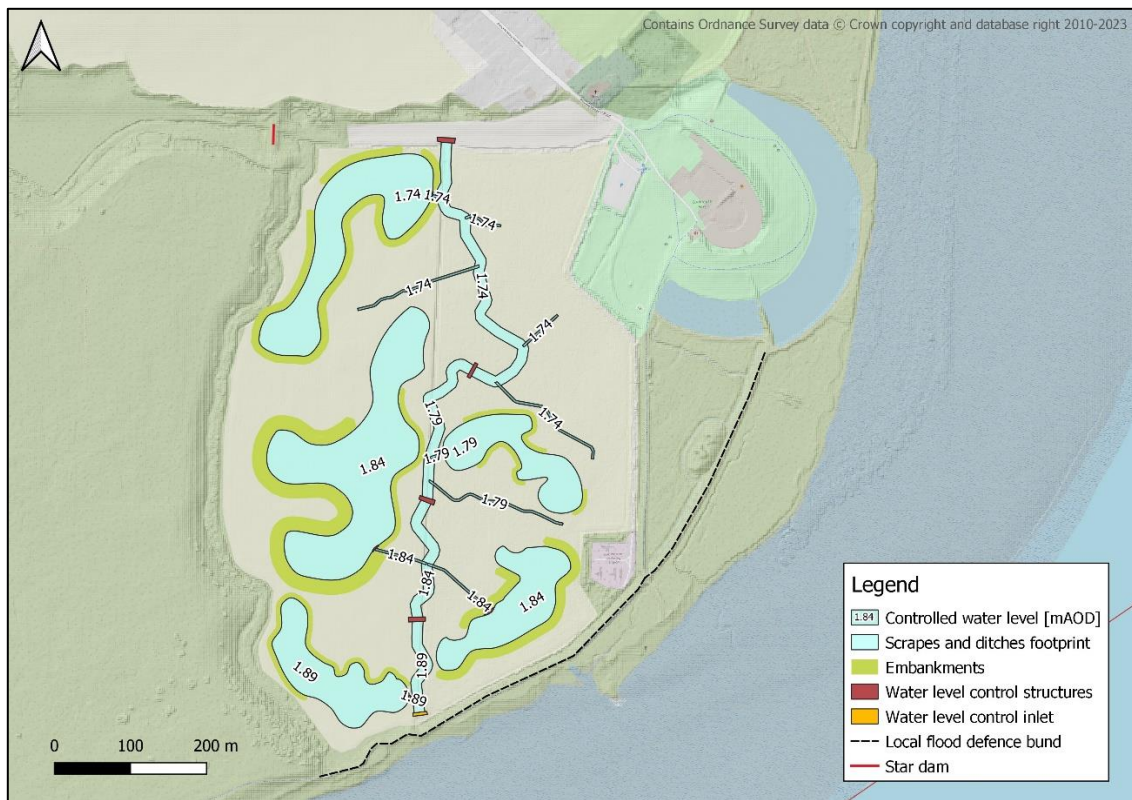 Contains Ordnance Survey data © Crown copyright and database right 2010-2023
1.74
1.74
1.74
1.74
1.74
1.74
1.79
1.74
1.84
1.79
1.79
1.79
1.84
1.84
1.84
1.84
1.89
1.89
1.89
Legend
1.84 Controlled water level [mAOD]
Scrapes and ditches footprint
Embankments
Water level control structures
Water level control inlet
Local flood defence bund
Star dam
0 100 200 m